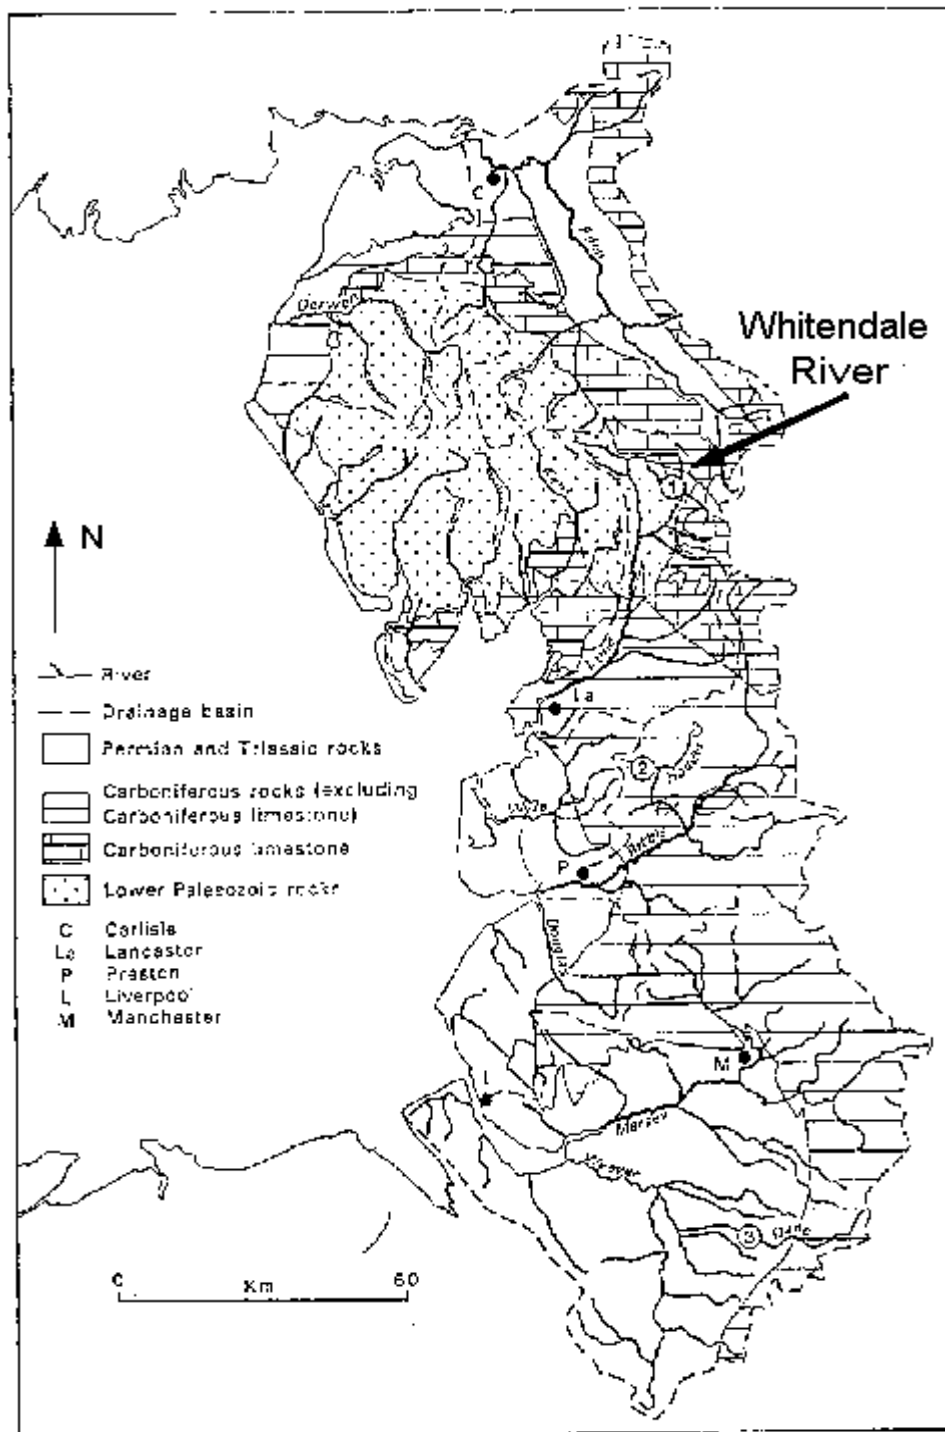 C
Eden
Derwen
Whitendale
River
1
N
Lune
River
Drainage basin
La
Permian and Triassic rocks
2
Hodder
Carboniferous rocks (excluding
Carboniferous limestone)
Wyre
Carboniferous limestone
Ribble
P
Lower Paleozoic rocks
C Carlisle
La Lancaster
P Preston
L Liverpool
M Manchester
Douglas
M
L
Mersey
Weaver
3
Dane
0 Km 60